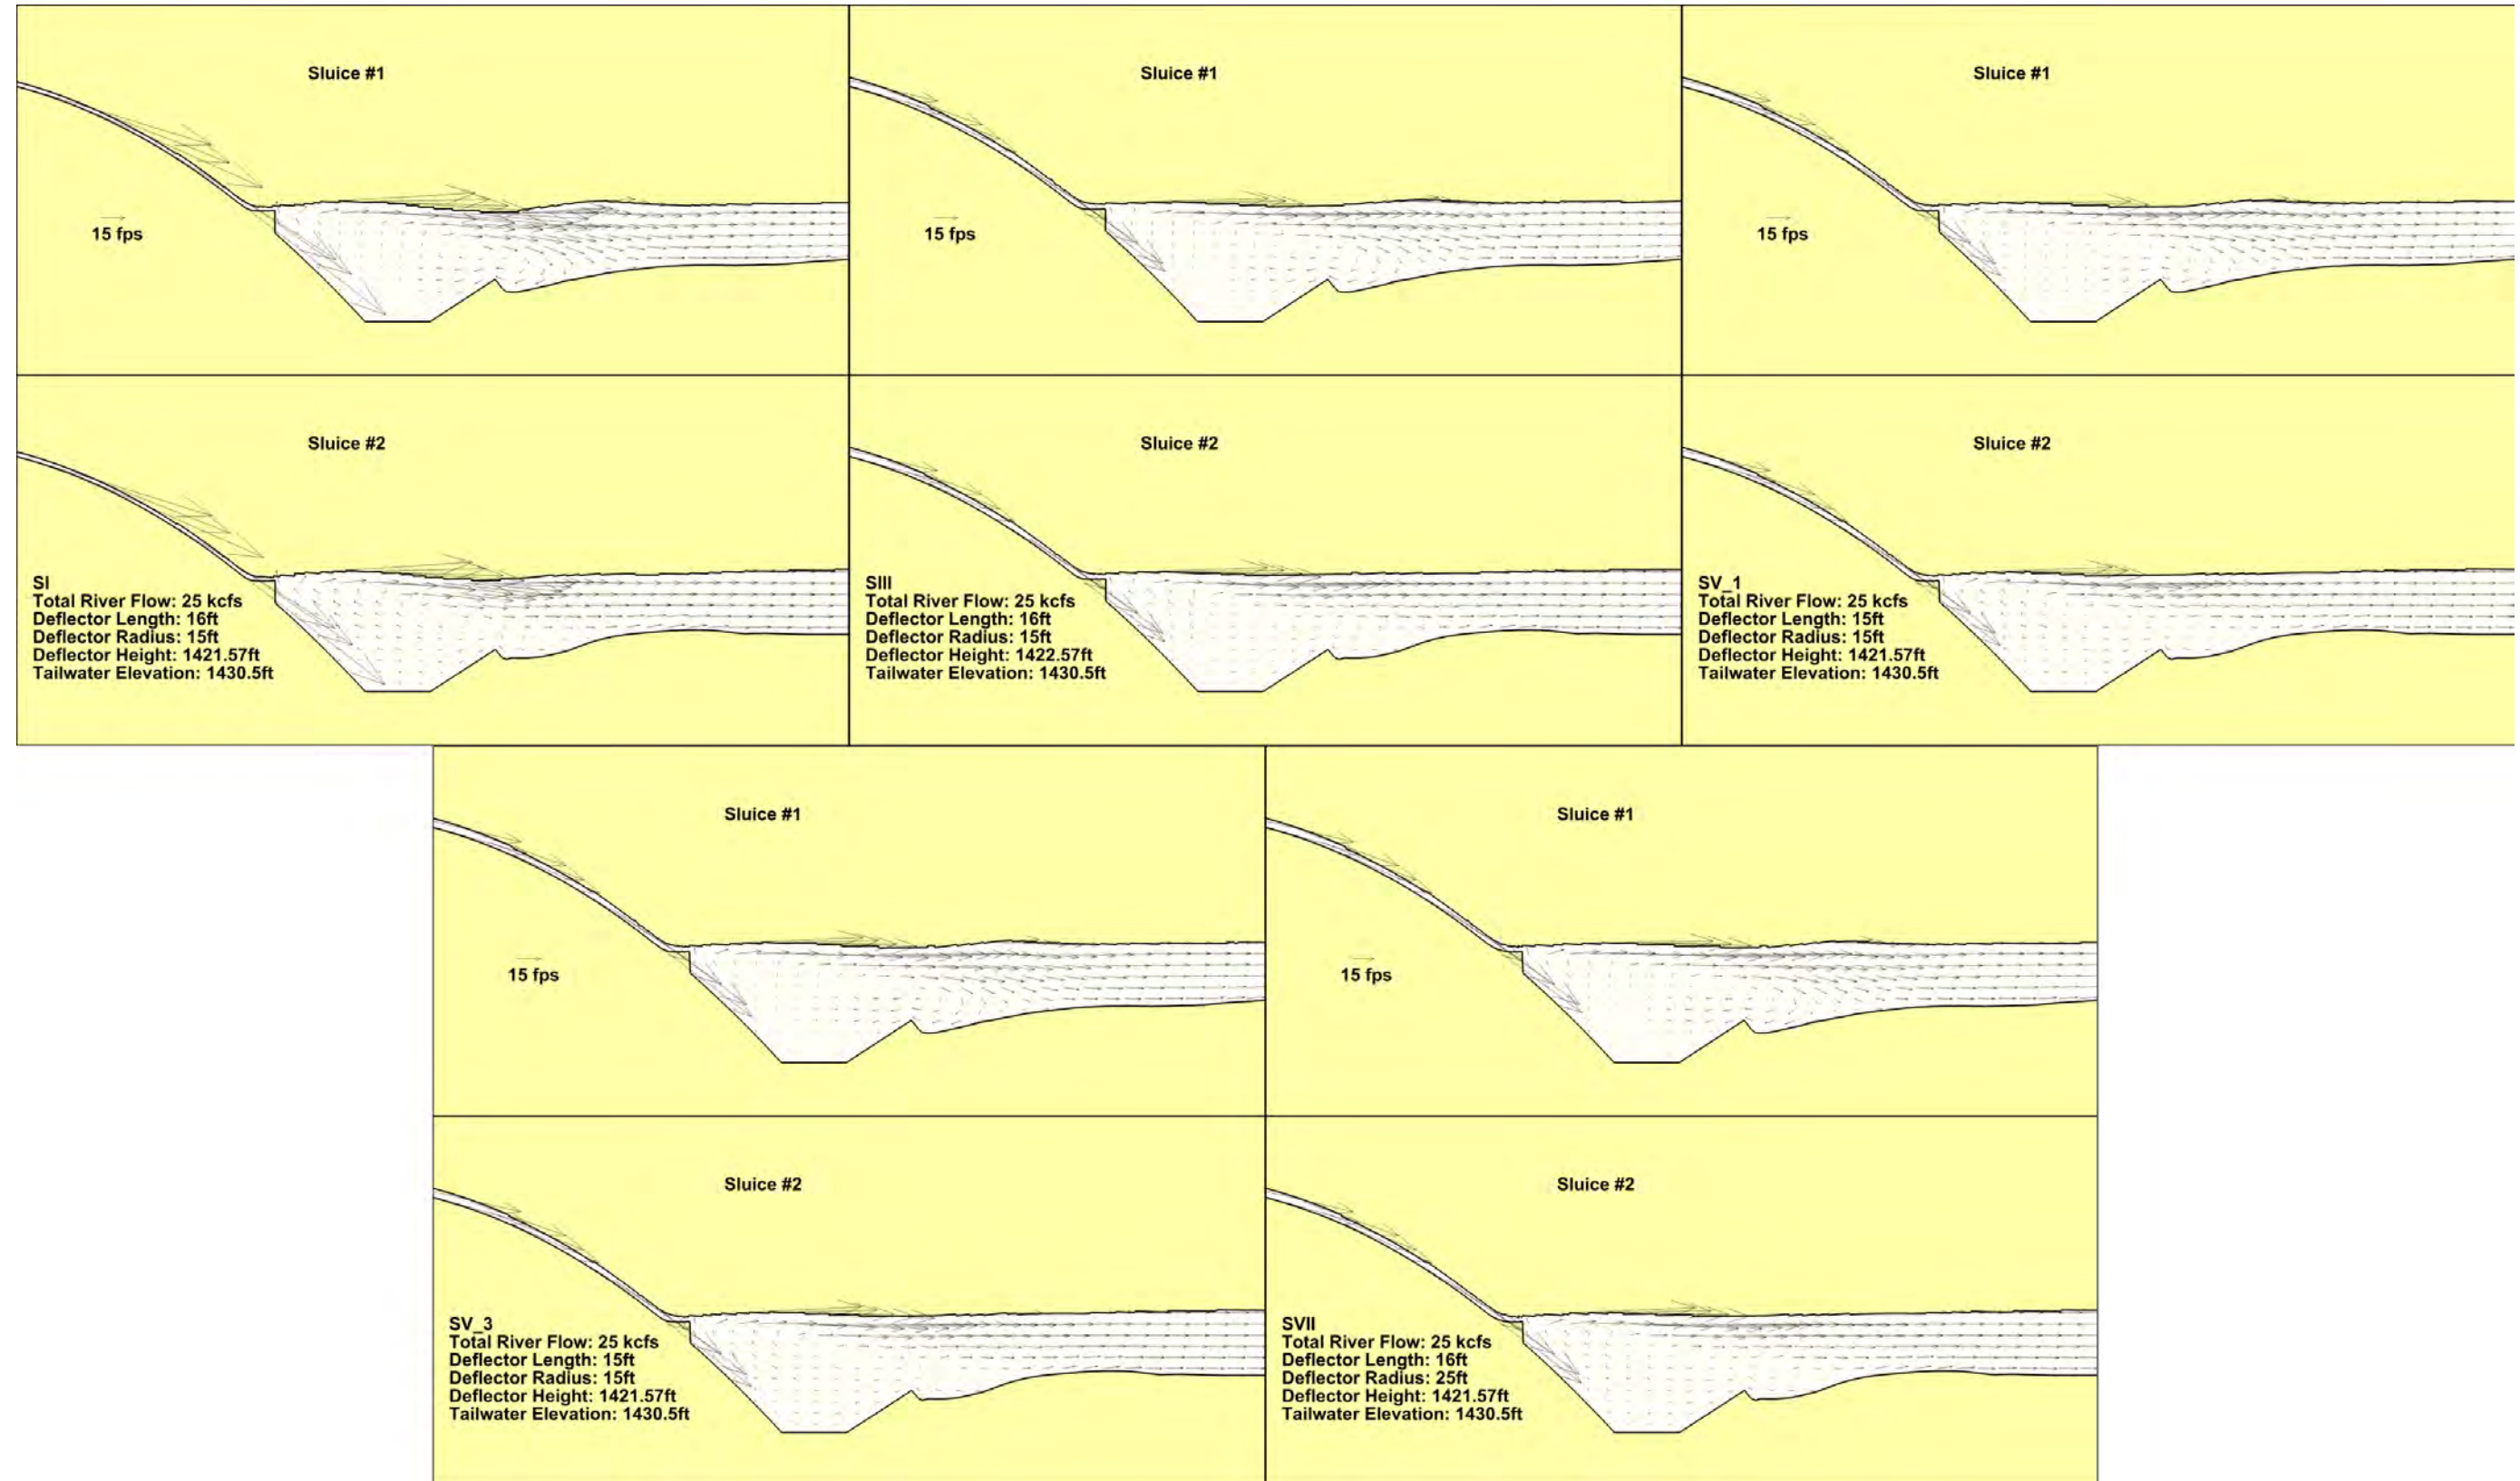 Sluice #1
15 fps
Sluice #1
15 fps
Sluice #1
15 fps
Sluice #2
SI
Total River Flow: 25 kcfs
Deflector Length: 16ft
Deflector Radius: 15ft
Deflector Height: 1421.57ft
Tailwater Elevation: 1430.5ft
Sluice #2
SIII
Total River Flow: 25 kcfs
Deflector Length: 16ft
Deflector Radius: 15ft
Deflector Height: 1422.57ft
Tailwater Elevation: 1430.5ft
Sluice #2
SV_1
Total River Flow: 25 kcfs
Deflector Length: 15ft
Deflector Radius: 15ft
Deflector Height: 1421.57ft
Tailwater Elevation: 1430.5ft
Sluice #1
15 fps
Sluice #1
15 fps
Sluice #2
SV_3
Total River Flow: 25 kcfs
Deflector Length: 15ft
Deflector Radius: 15ft
Deflector Height: 1421.57ft
Tailwater Elevation: 1430.5ft
Sluice #2
SVII
Total River Flow: 25 kcfs
Deflector Length: 16ft
Deflector Radius: 25ft
Deflector Height: 1421.57ft
Tailwater Elevation: 1430.5ft